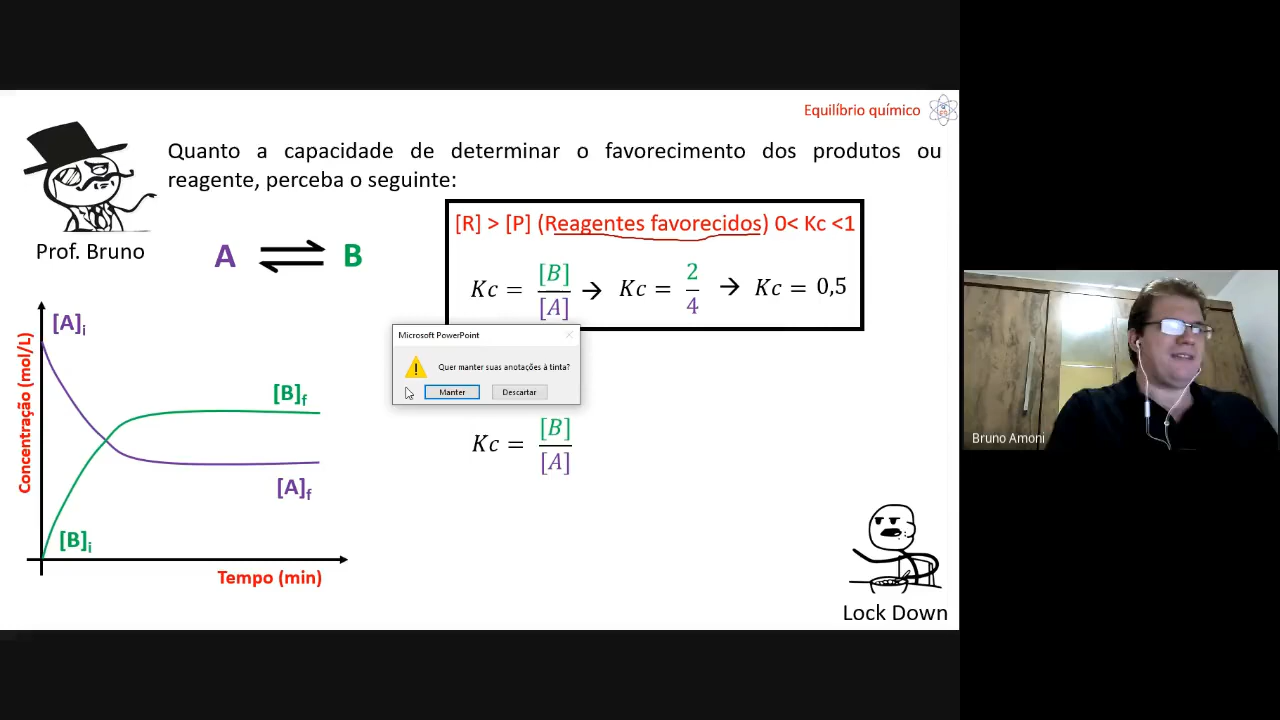 Equilíbrio químico
Quanto a capacidade de determinar o favorecimento dos produtos ou
reagente, perceba o seguinte:
Prof. Bruno
A ⇌ B
[R] > [P] (Reagentes favorecidos) 0< Kc <1
Kc = [B]/[A] → Kc = 2/4 → Kc = 0,5
Microsoft PowerPoint
Quer manter suas anotações à tinta?
Manter Descartar
Kc = [B]/[A]
Concentração (mol/L)
[A]i
[B]f
[A]f
[B]i
Tempo (min)
Lock Down
Bruno Amoni